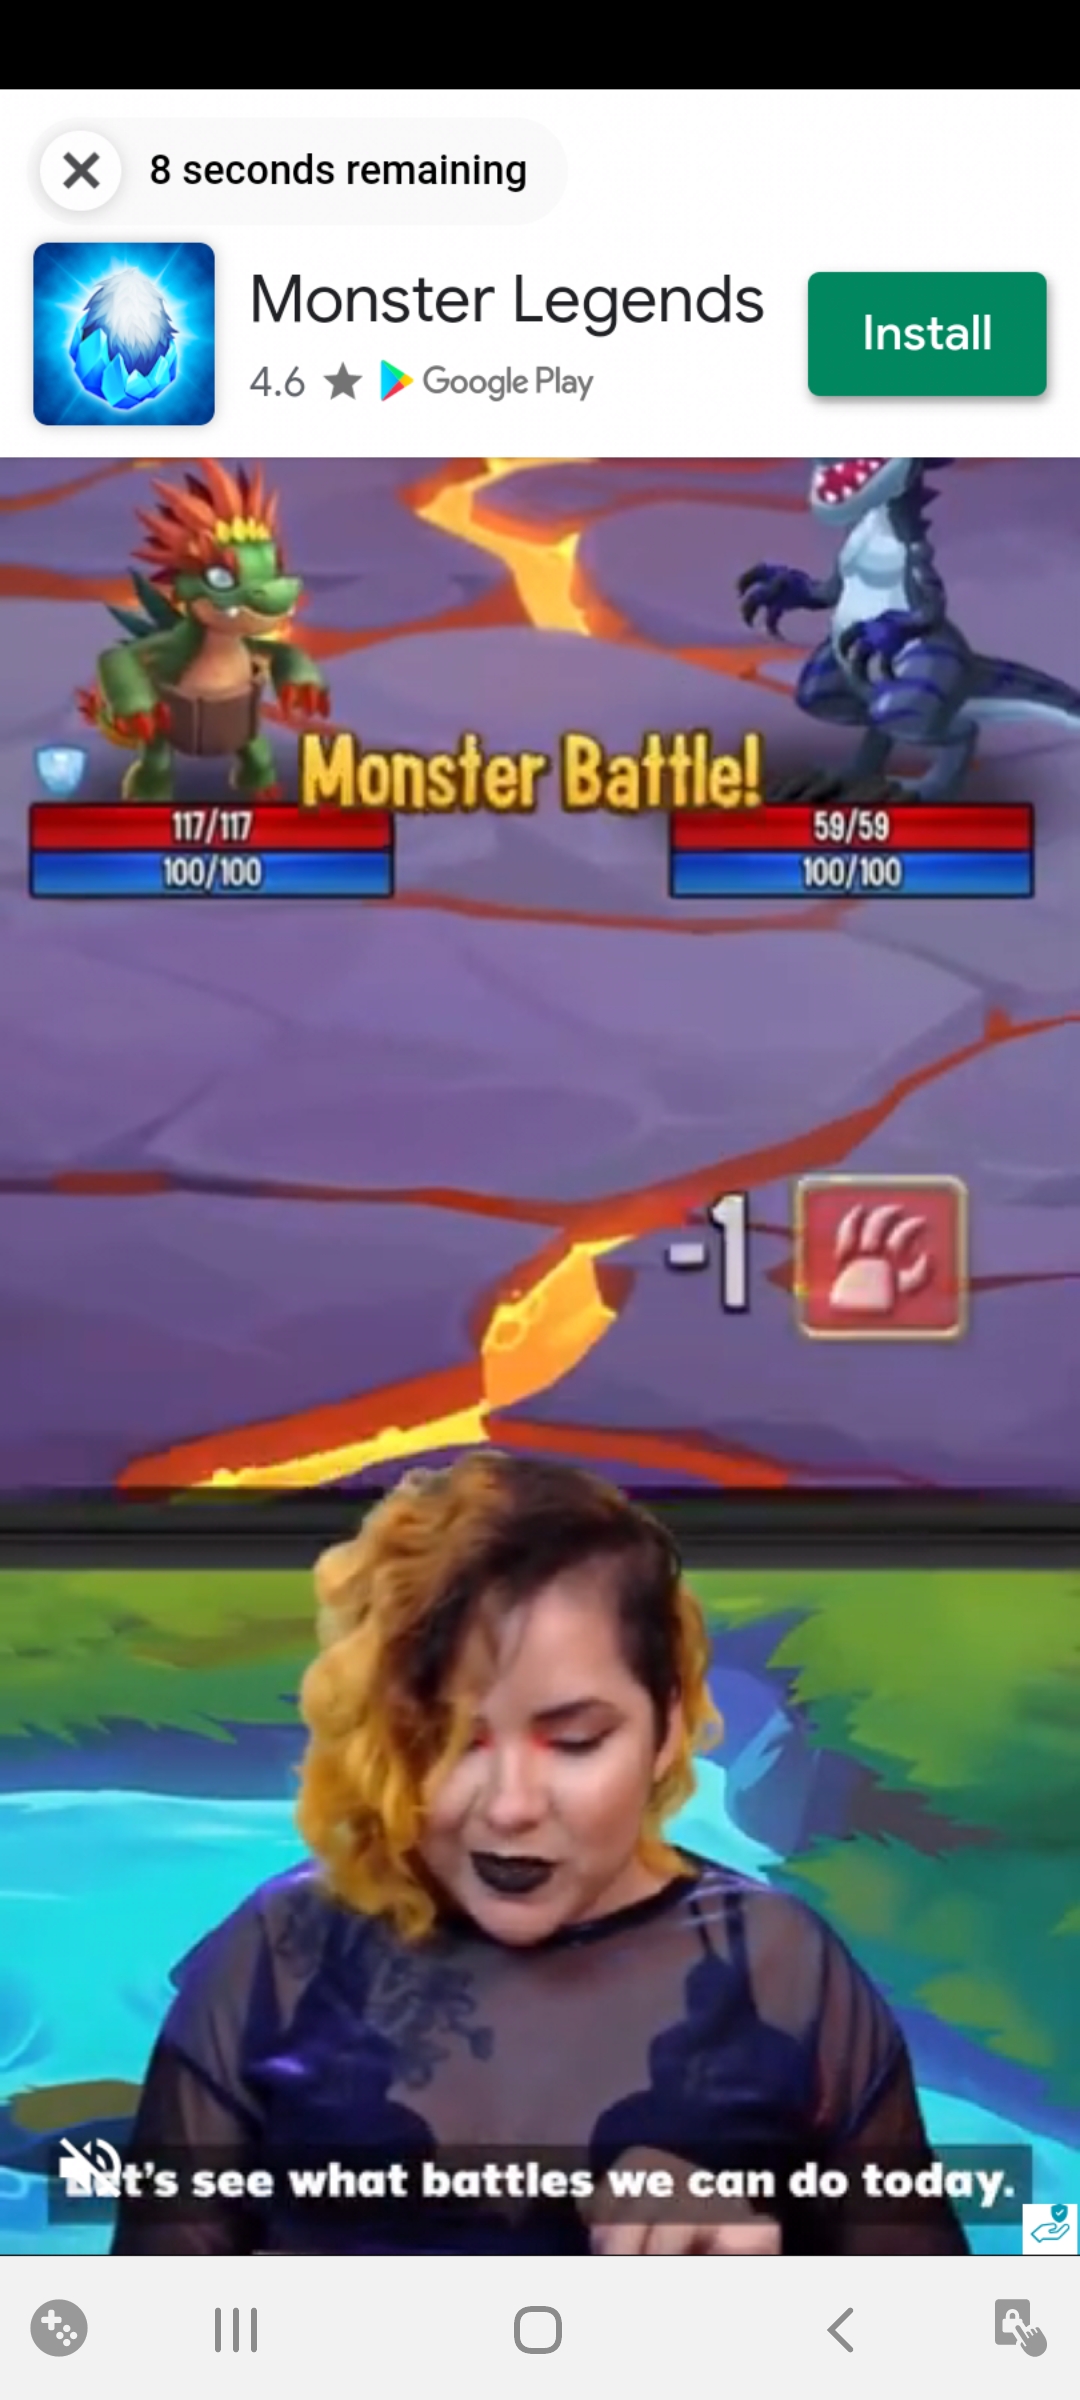 8 seconds remaining
Monster Legends
Install
4.6 ★ Google Play
Monster Battle!
117/117
59/59
100/100
100/100
-1
t's see what battles we can do today.